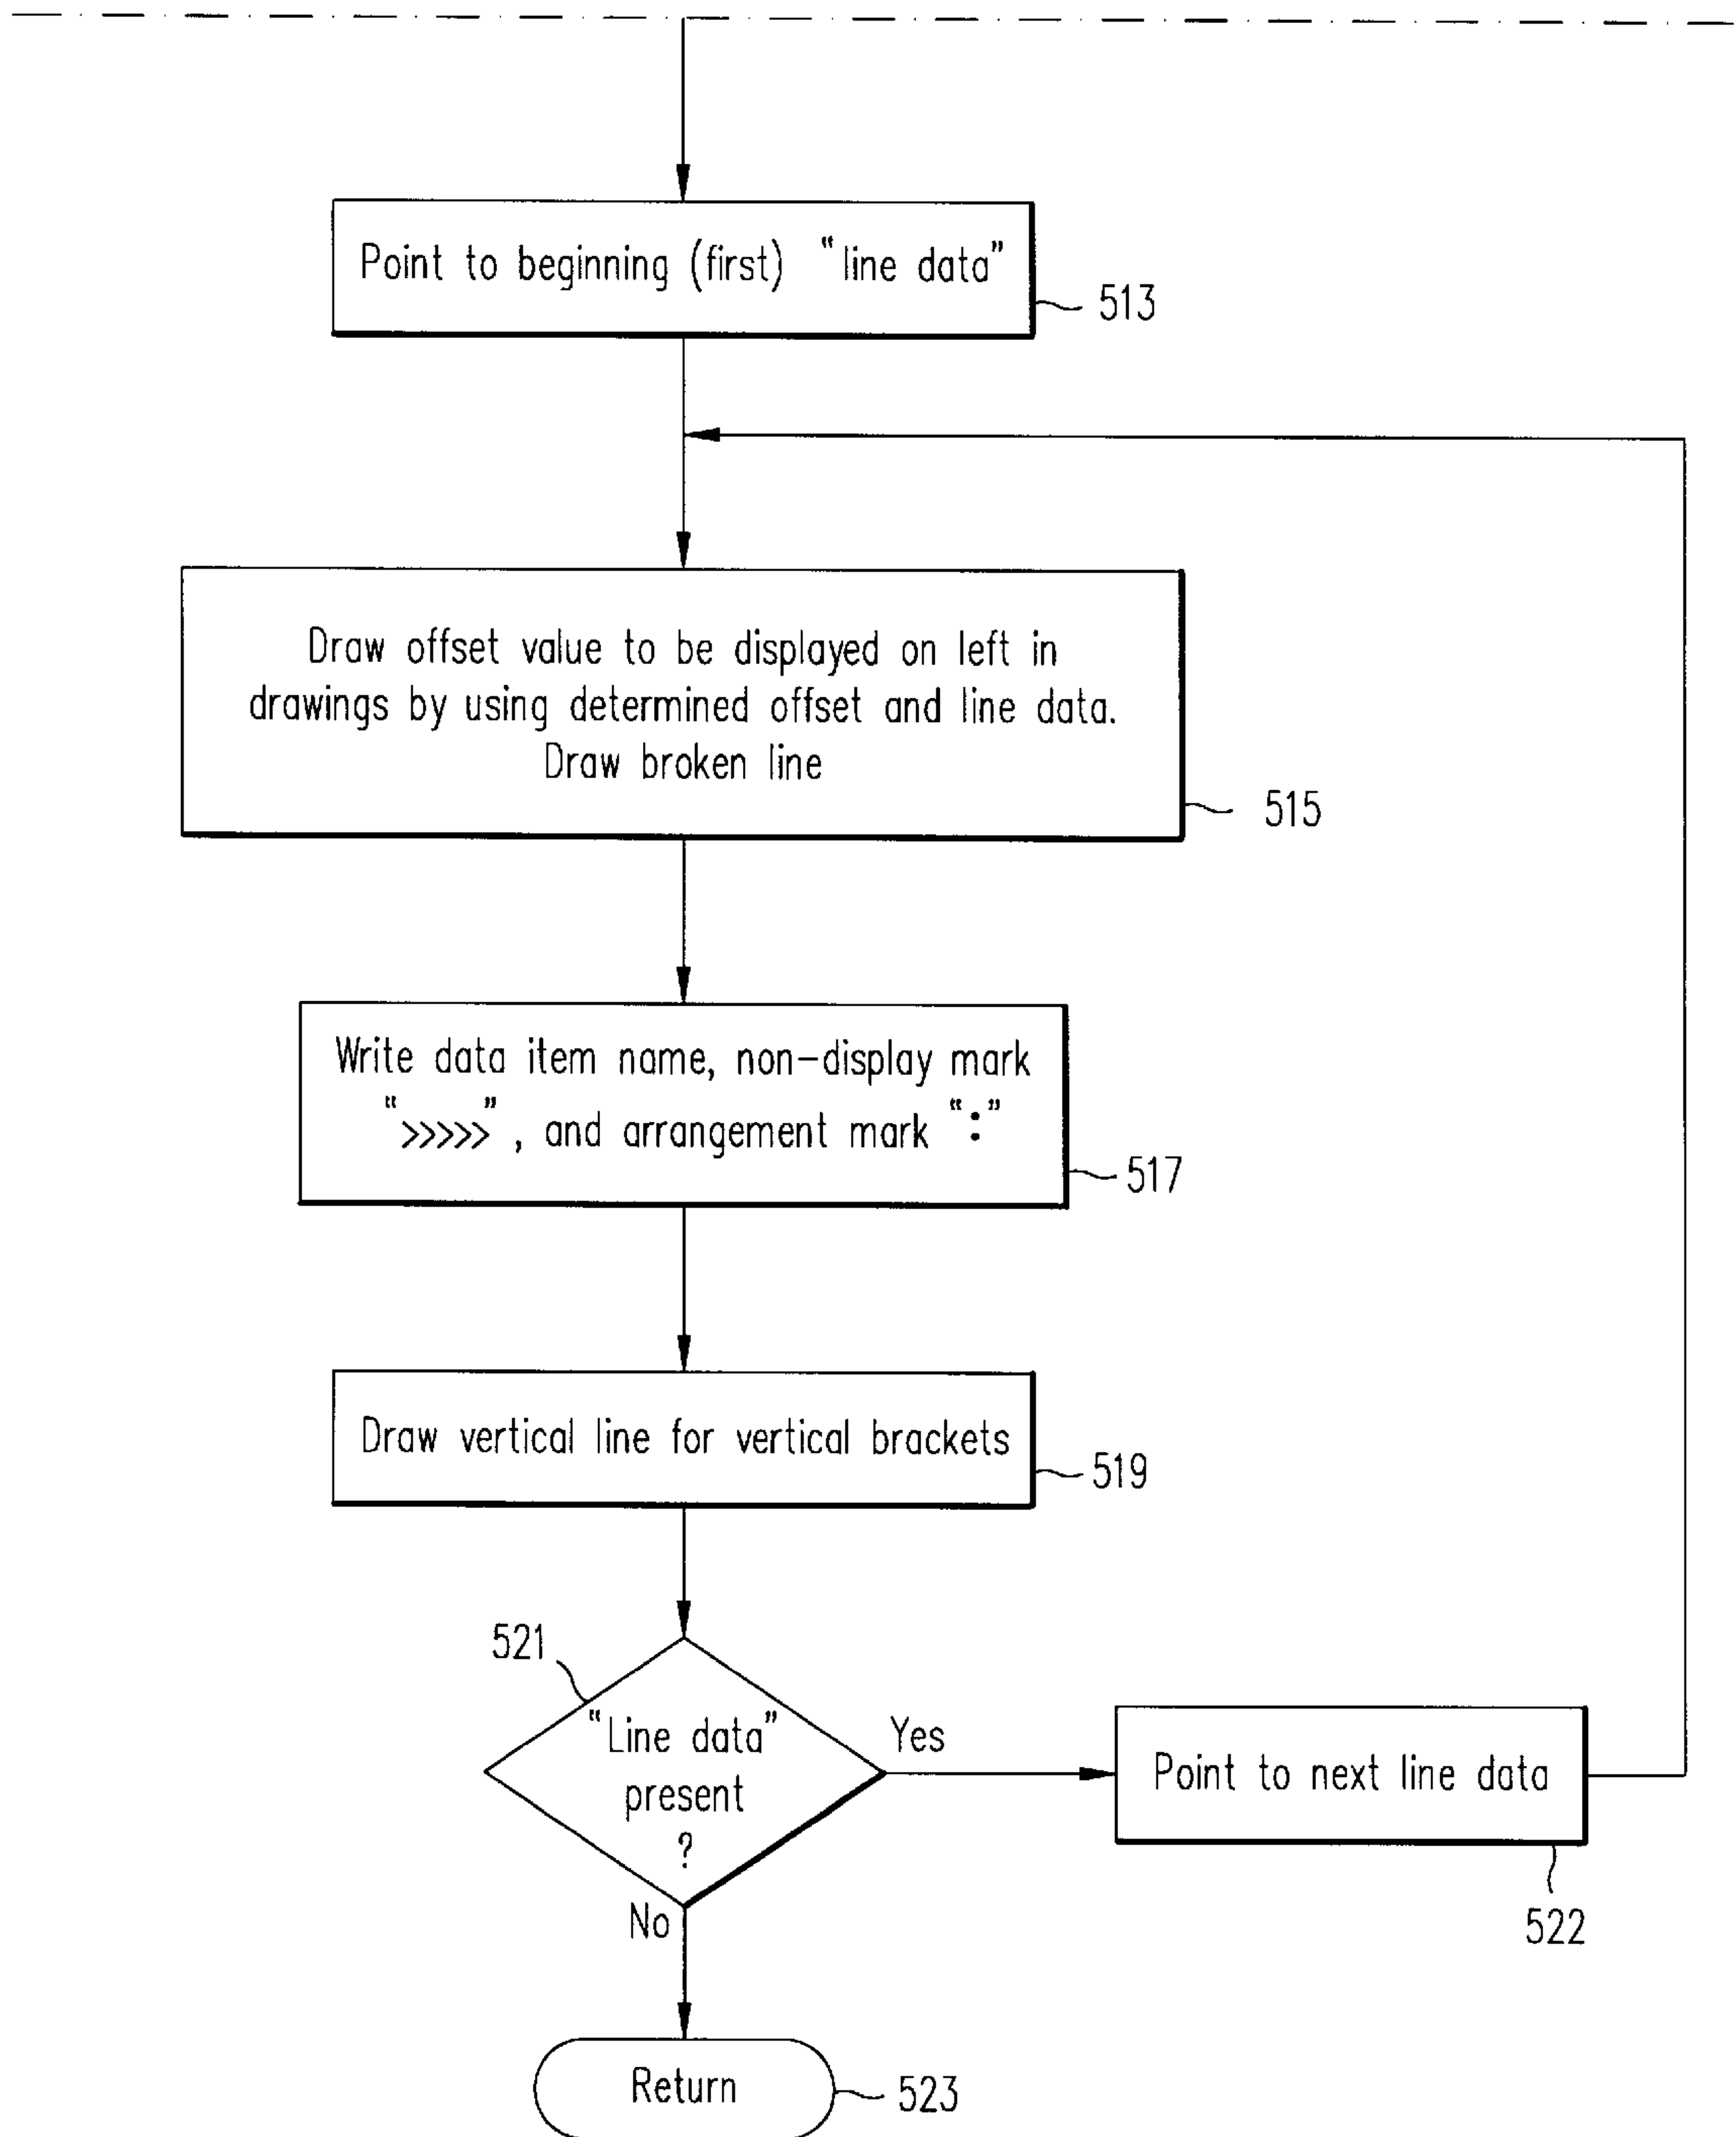 Point to beginning (first) "line data"
513
Draw offset value to be displayed on left in
drawings by using determined offset and line data.
Draw broken line
515
Write data item name, non-display mark
">>>>>", and arrangement mark ":"
517
Draw vertical line for vertical brackets
519
521
"Line data"
present
?
Yes
Point to next line data
522
No
Return
523